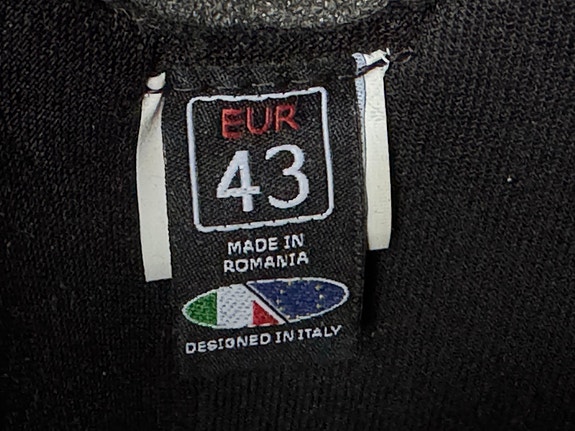 EUR
43
MADE IN
ROMANIA
DESIGNED IN ITALY